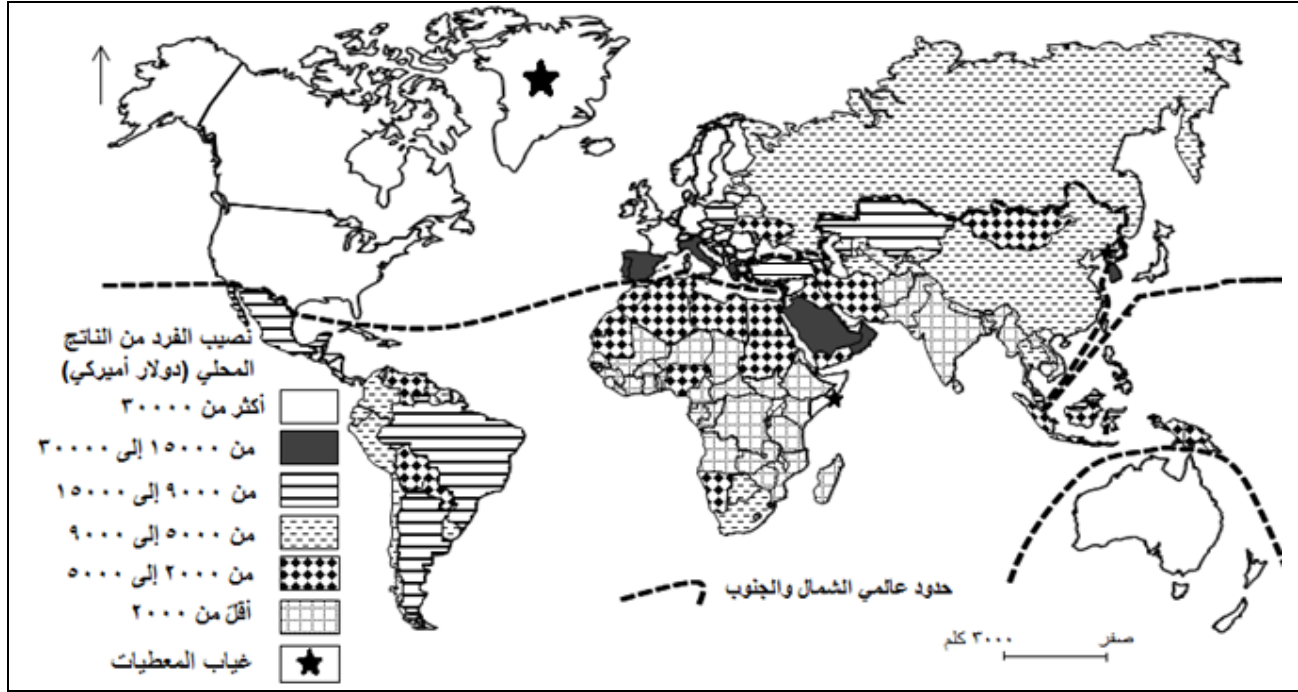 نصيب الفرد من الناتج
المحلي (دولار أميركي)
أكثر من ٣٠٠٠٠
من ١٥٠٠٠ إلى ٣٠٠٠٠
من ٩٠٠٠ إلى ١٥٠٠٠
من ٥٠٠٠ إلى ٩٠٠٠
من ٢٠٠٠ إلى ٥٠٠٠
أقلّ من ٢٠٠٠
غياب المعطيات
حدود عالمي الشمال والجنوب
صفر ٣٠٠٠ كلم